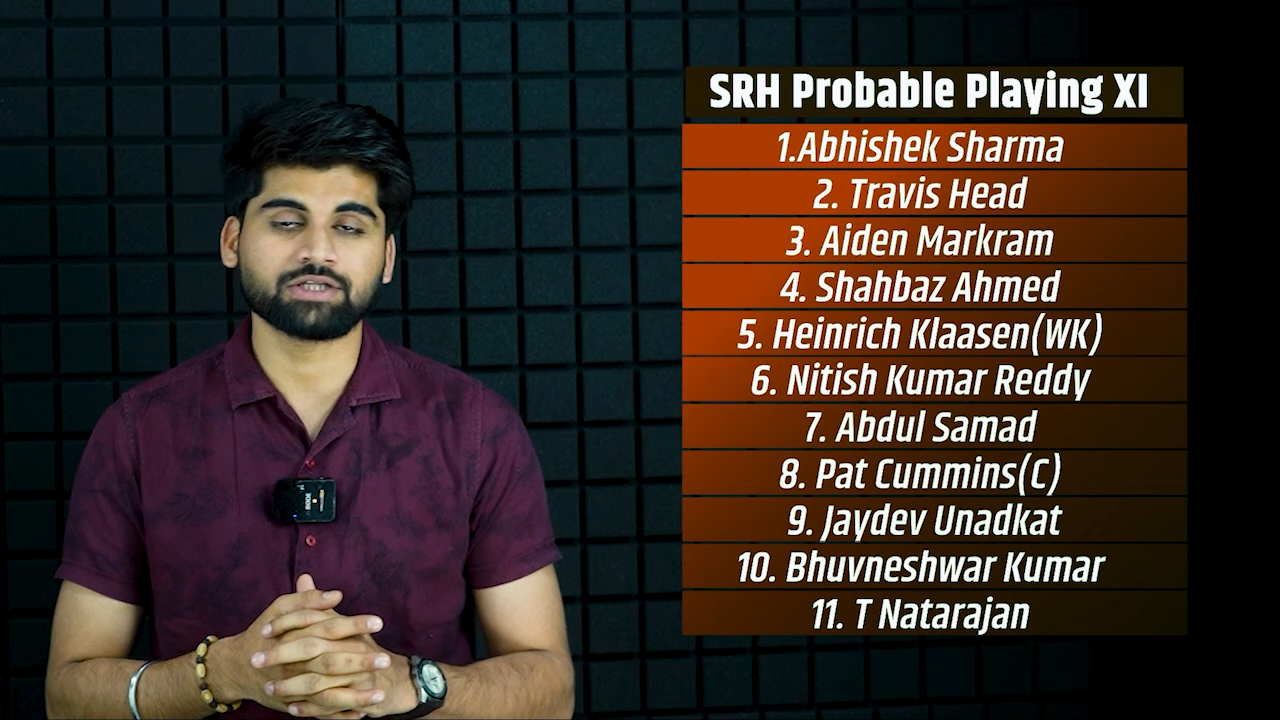 SRH Probable Playing XI
1.Abhishek Sharma
2. Travis Head
3. Aiden Markram
4. Shahbaz Ahmed
5. Heinrich Klaasen(WK)
6. Nitish Kumar Reddy
7. Abdul Samad
8. Pat Cummins(C)
9. Jaydev Unadkat
10. Bhuvneshwar Kumar
11. T Natarajan
RODE